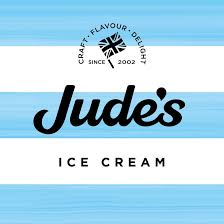 CRAFT · FLAVOUR · DELIGHT
SINCE 2002
Jude's
ICE CREAM